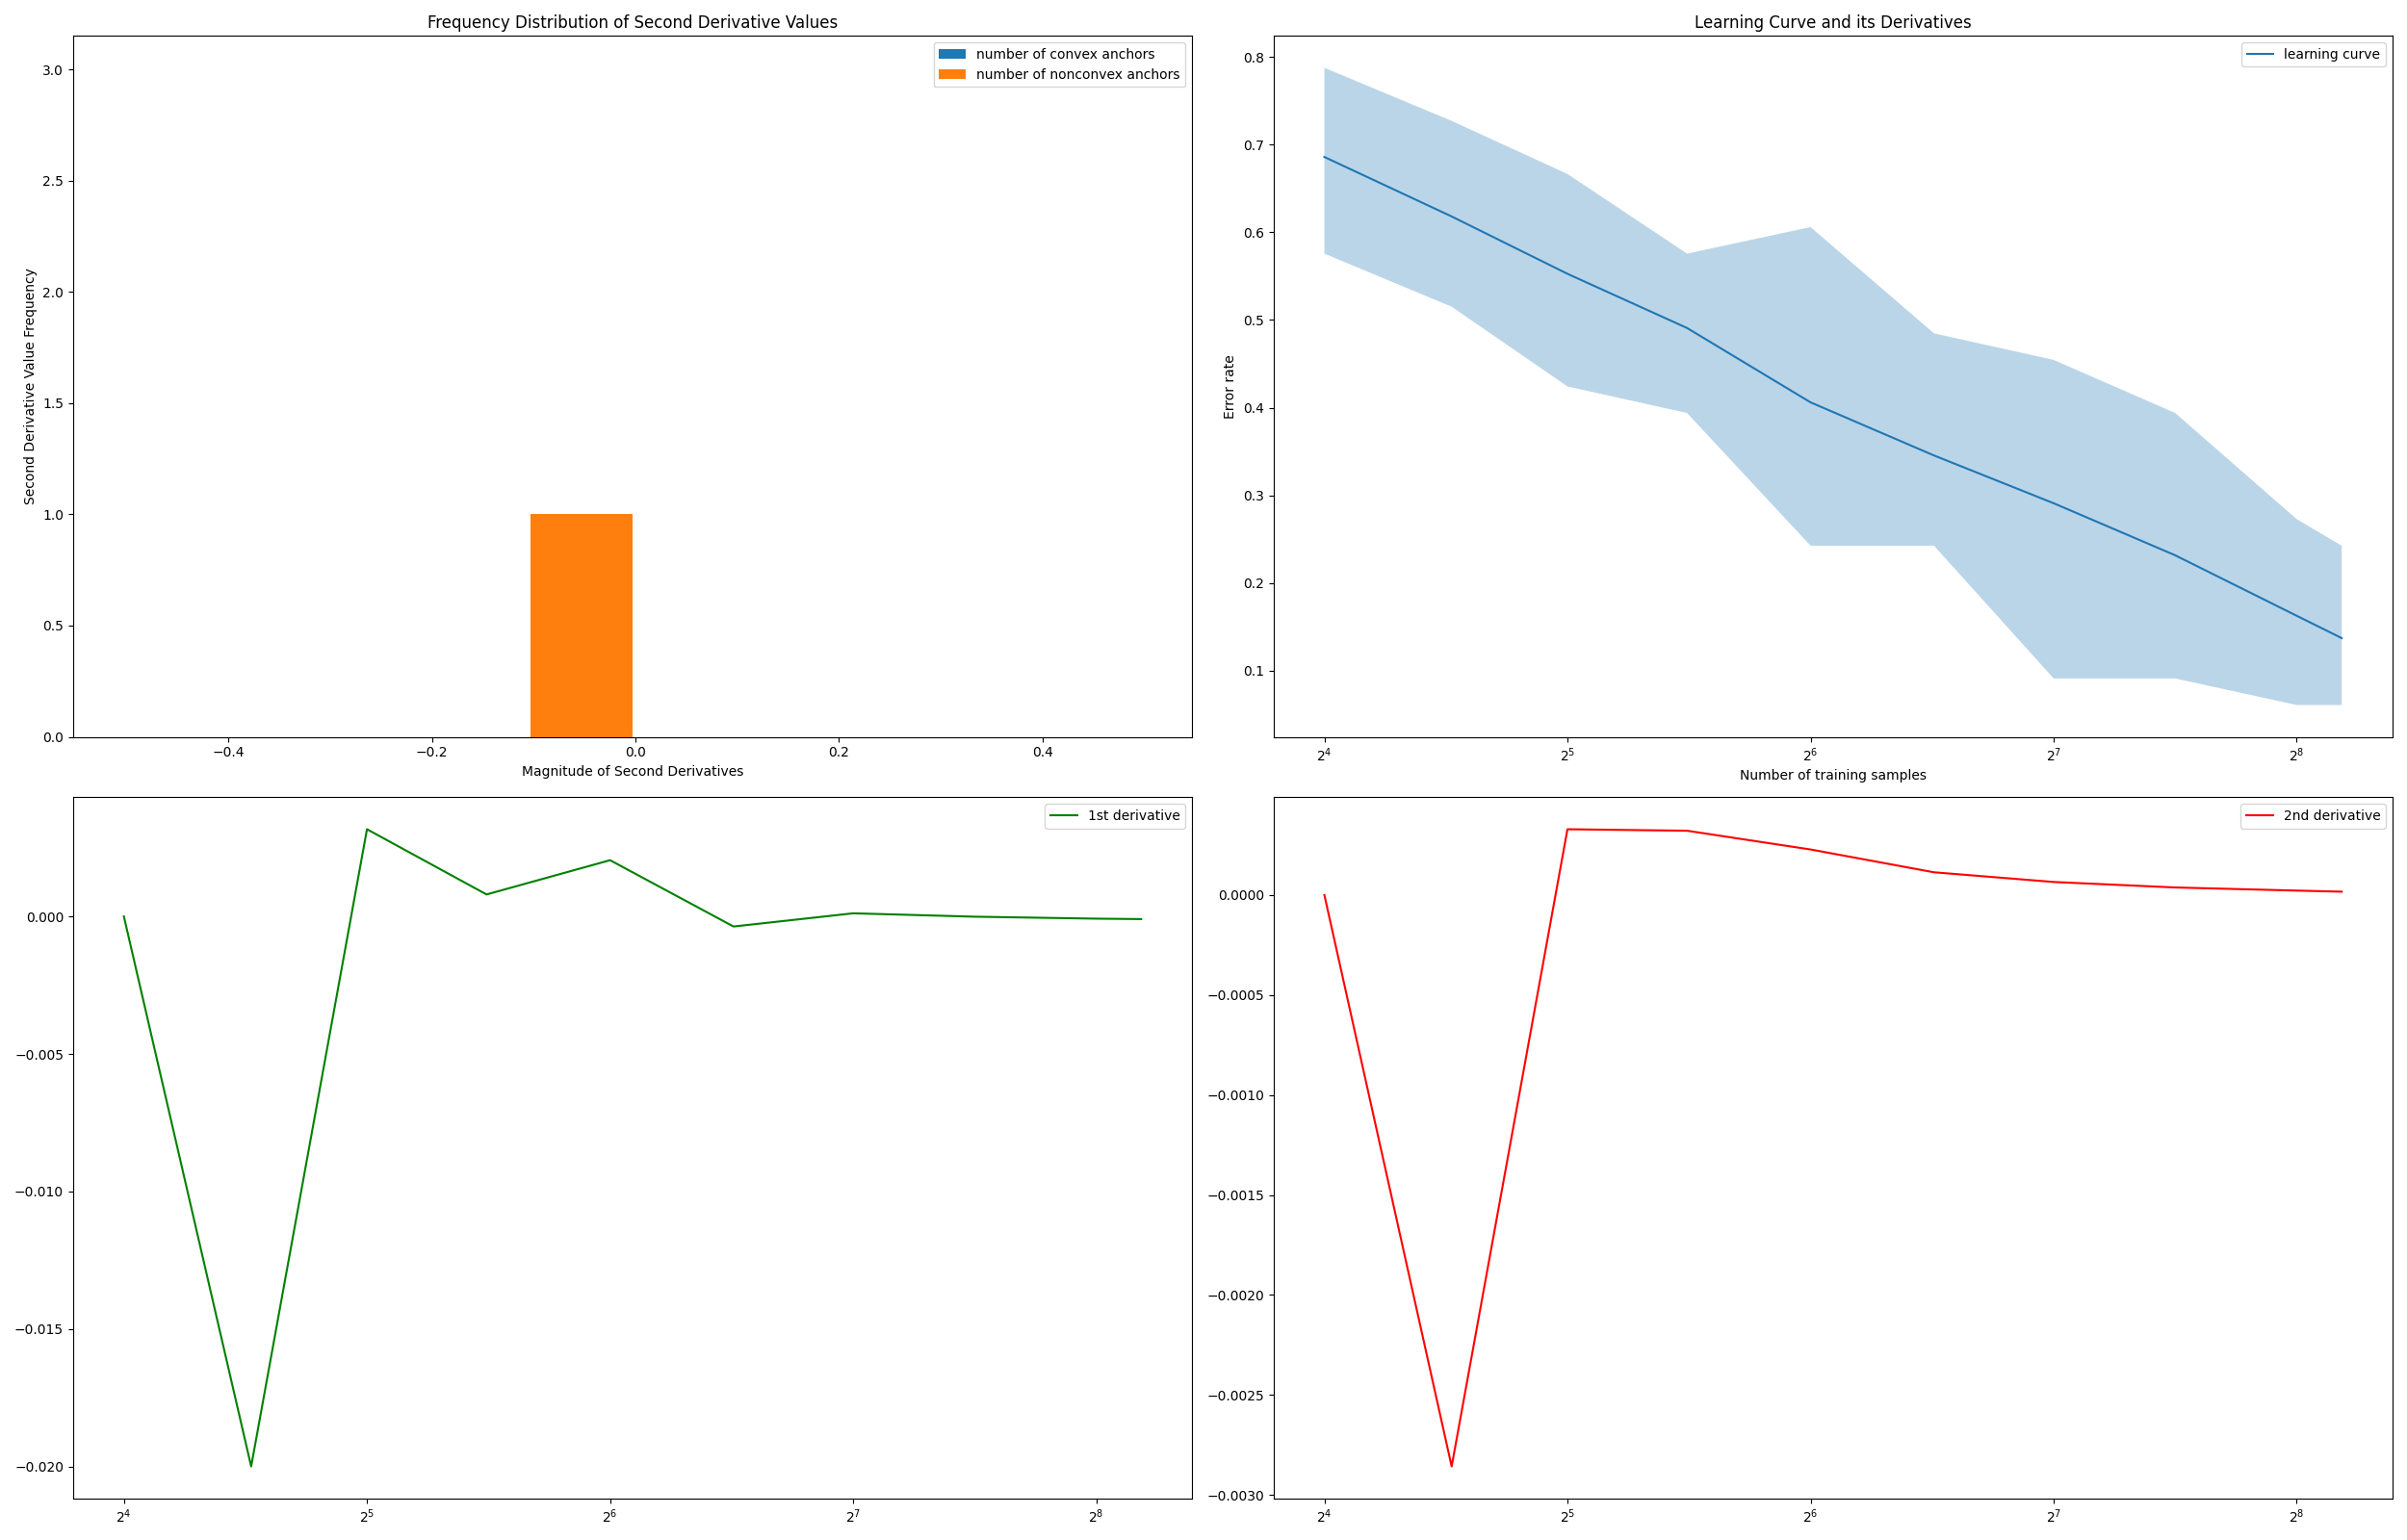 Frequency Distribution of Second Derivative Values
number of convex anchors
number of nonconvex anchors
3.0
2.5
2.0
1.5
1.0
0.5
0.0
Second Derivative Value Frequency
−0.4 −0.2 0.0 0.2 0.4
Magnitude of Second Derivatives
Learning Curve and its Derivatives
learning curve
0.8
0.7
0.6
0.5
0.4
0.3
0.2
0.1
Error rate
2⁴ 2⁵ 2⁶ 2⁷ 2⁸
Number of training samples
1st derivative
0.000
−0.005
−0.010
−0.015
−0.020
2⁴ 2⁵ 2⁶ 2⁷ 2⁸
2nd derivative
0.0000
−0.0005
−0.0010
−0.0015
−0.0020
−0.0025
−0.0030
2⁴ 2⁵ 2⁶ 2⁷ 2⁸